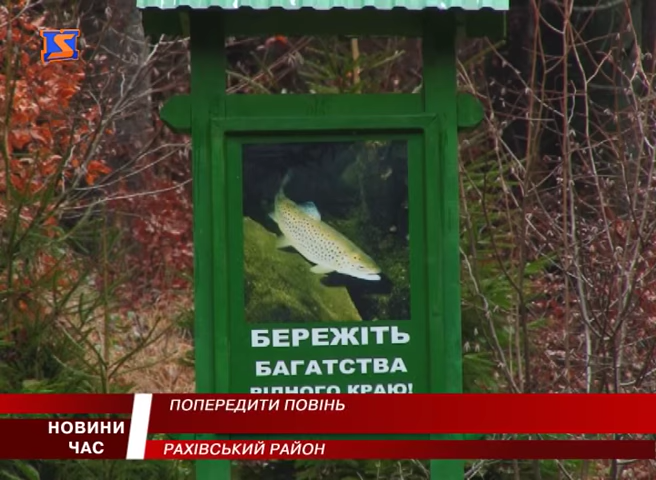 БЕРЕЖІТЬ
БАГАТСТВА
РІДНОГО КРАЮ!
НОВИНИ
ЧАС
ПОПЕРЕДИТИ ПОВІНЬ
РАХІВСЬКИЙ РАЙОН